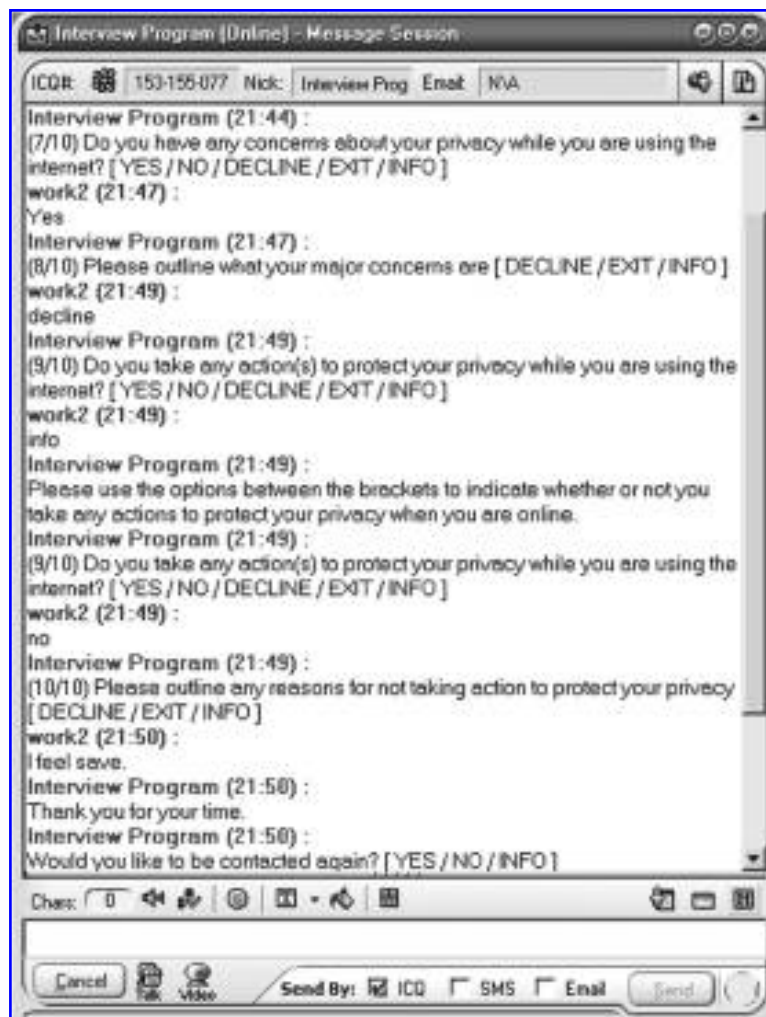 Interview Program (Online) - Message Session
ICQ#: 153-155-077 Nick: Interview Prog Email: N\A
Interview Program (21:44) :
(7/10) Do you have any concerns about your privacy while you are using the
internet? [ YES / NO / DECLINE / EXIT / INFO ]
work2 (21:47) :
Yes
Interview Program (21:47) :
(8/10) Please outline what your major concerns are [ DECLINE / EXIT / INFO ]
work2 (21:49) :
decline
Interview Program (21:49) :
(9/10) Do you take any action(s) to protect your privacy while you are using the
internet? [ YES / NO / DECLINE / EXIT / INFO ]
work2 (21:49) :
info
Interview Program (21:49) :
Please use the options between the brackets to indicate whether or not you
take any actions to protect your privacy when you are online.
Interview Program (21:49) :
(9/10) Do you take any action(s) to protect your privacy while you are using the
internet? [ YES / NO / DECLINE / EXIT / INFO ]
work2 (21:49) :
no
Interview Program (21:49) :
(10/10) Please outline any reasons for not taking action to protect your privacy
[ DECLINE / EXIT / INFO ]
work2 (21:50) :
I feel save.
Interview Program (21:50) :
Thank you for your time.
Interview Program (21:50) :
Would you like to be contacted again? [ YES / NO / INFO ]
Chars: 0
Cancel Talk Video Send By: ICQ SMS Email Send